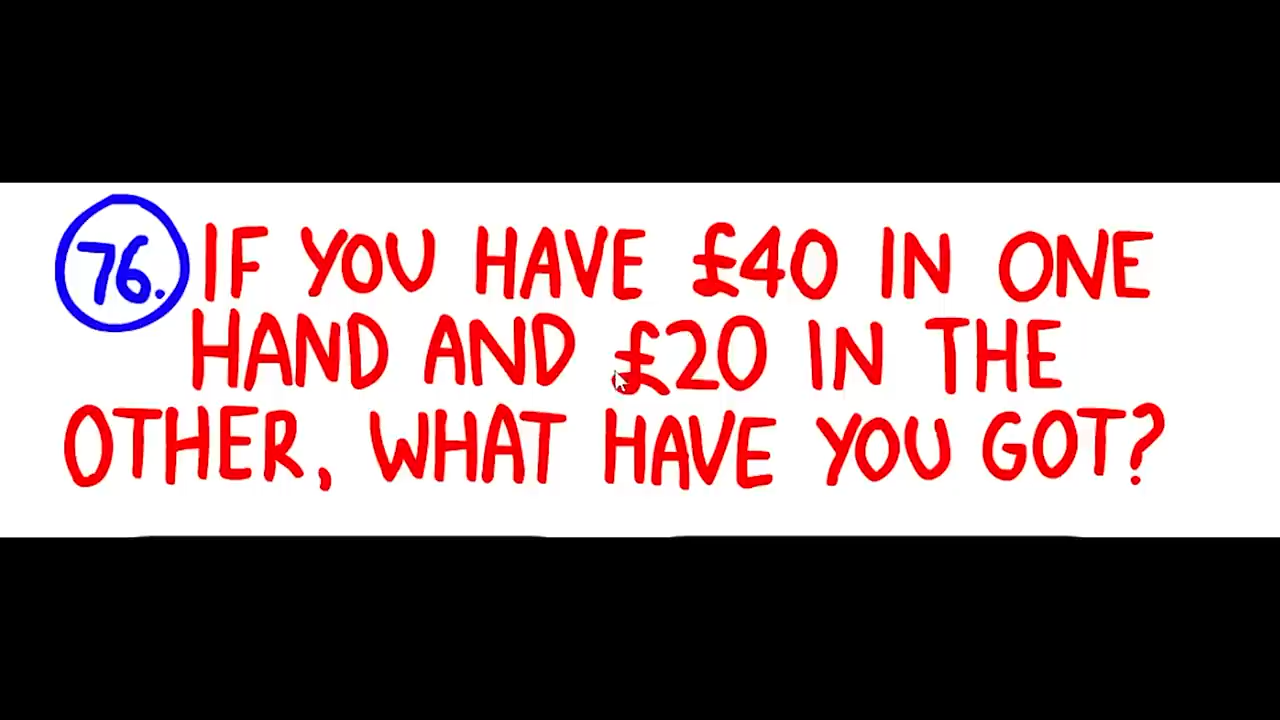 76. IF YOU HAVE £40 IN ONE
HAND AND £20 IN THE
OTHER, WHAT HAVE YOU GOT?